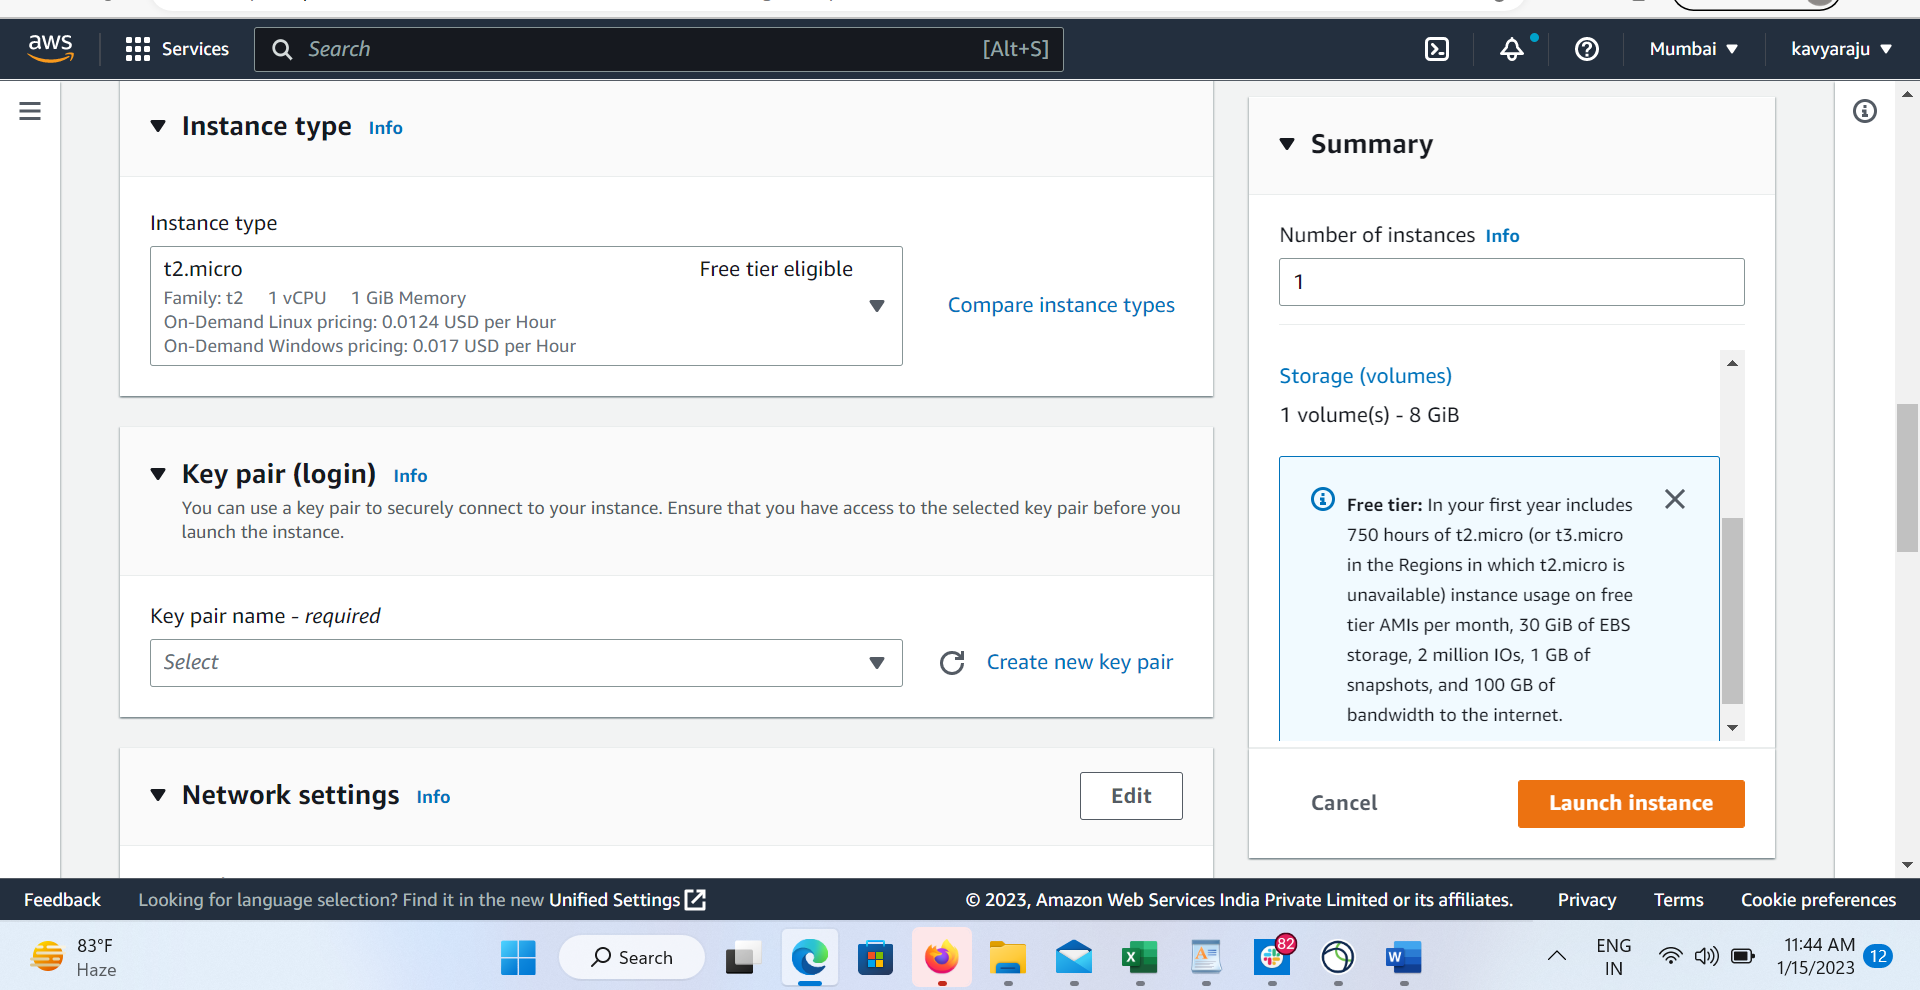 aws
Services
Search
[Alt+S]
Mumbai ▼
kavyaraju ▼
Instance type Info
Instance type
t2.micro Free tier eligible
Family: t2 1 vCPU 1 GiB Memory
On-Demand Linux pricing: 0.0124 USD per Hour
On-Demand Windows pricing: 0.017 USD per Hour
Compare instance types
Key pair (login) Info
You can use a key pair to securely connect to your instance. Ensure that you have access to the selected key pair before you
launch the instance.
Key pair name - required
Select
Create new key pair
Network settings Info
Edit
Summary
Number of instances Info
1
Storage (volumes)
1 volume(s) - 8 GiB
Free tier: In your first year includes
750 hours of t2.micro (or t3.micro
in the Regions in which t2.micro is
unavailable) instance usage on free
tier AMIs per month, 30 GiB of EBS
storage, 2 million IOs, 1 GB of
snapshots, and 100 GB of
bandwidth to the internet.
Cancel
Launch instance
Feedback
Looking for language selection? Find it in the new Unified Settings
© 2023, Amazon Web Services India Private Limited or its affiliates.
Privacy
Terms
Cookie preferences
83°F
Haze
Search
82
ENG
IN
11:44 AM
1/15/2023
12